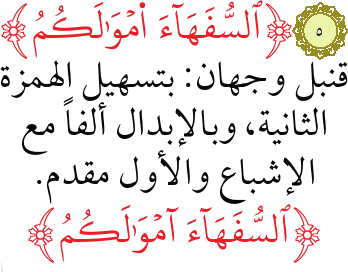 ٥ ﴿ٱلسُّفَهَآءَ اَ۬مْوَٰلَكُمُ﴾
قنبل وجهان: بتسهيل الهمزة
الثانية، وبالإبدال ألفاً مع
الإشباع والأول مقدم.
﴿ٱلسُّفَهَآءَ آمْوَٰلَكُمُ﴾